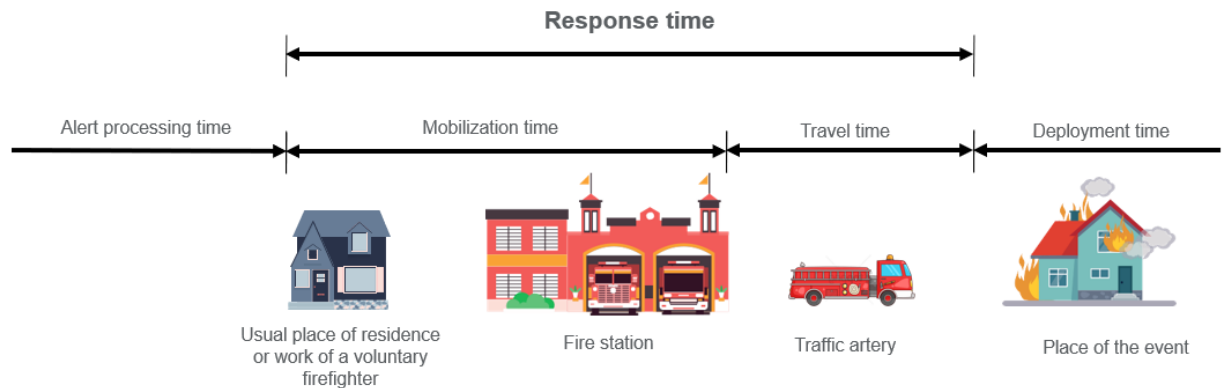 Response time
Alert processing time
Mobilization time
Travel time
Deployment time
Usual place of residence
or work of a voluntary
firefighter
Fire station
Traffic artery
Place of the event